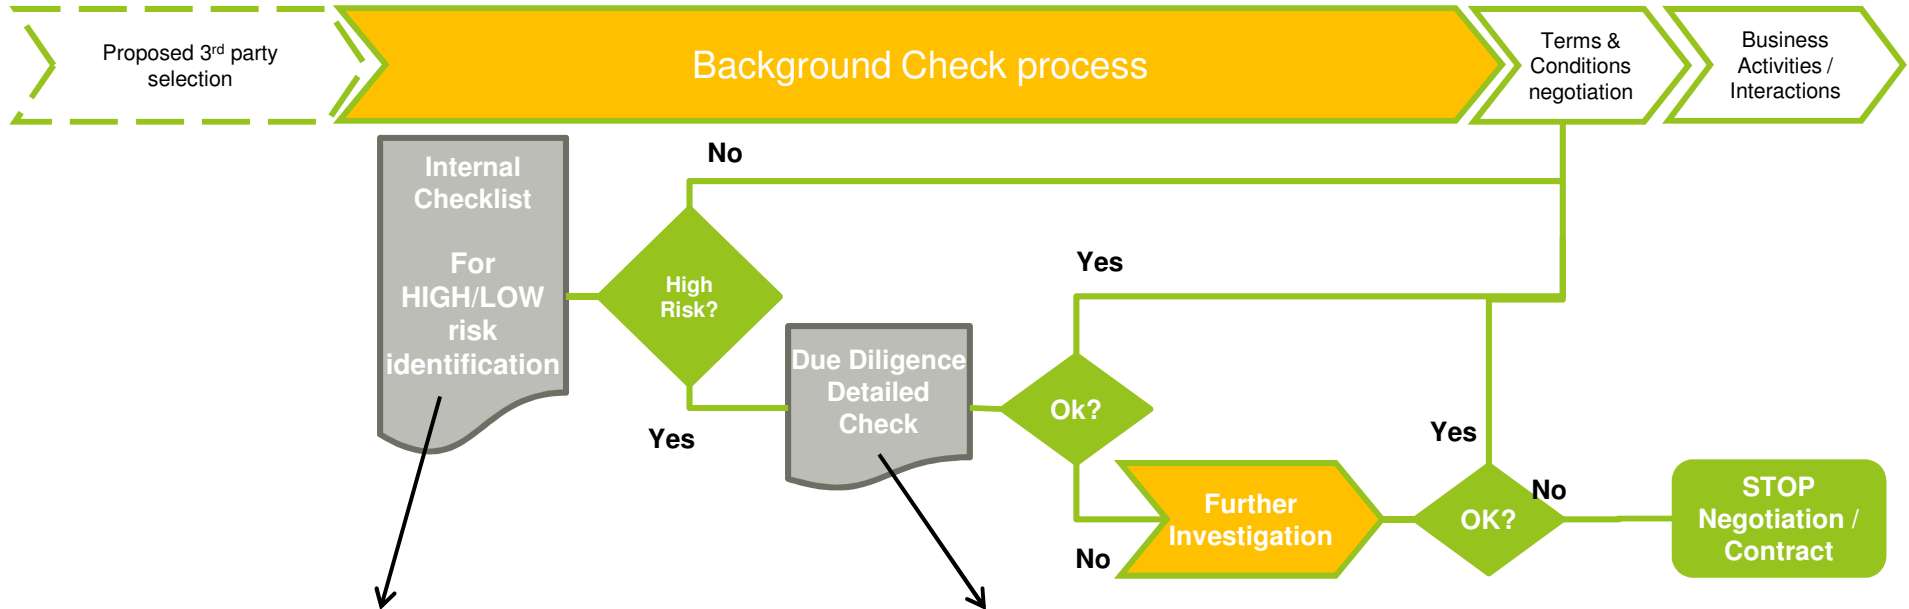 Proposed 3rd party
selection
Background Check process
Terms &
Conditions
negotiation
Business
Activities /
Interactions
Internal
Checklist
For
HIGH/LOW
risk
identification
No
High
Risk?
Yes
Due Diligence
Detailed
Check
Yes
Ok?
No
Further
Investigation
Yes
OK?
No
STOP
Negotiation /
Contract